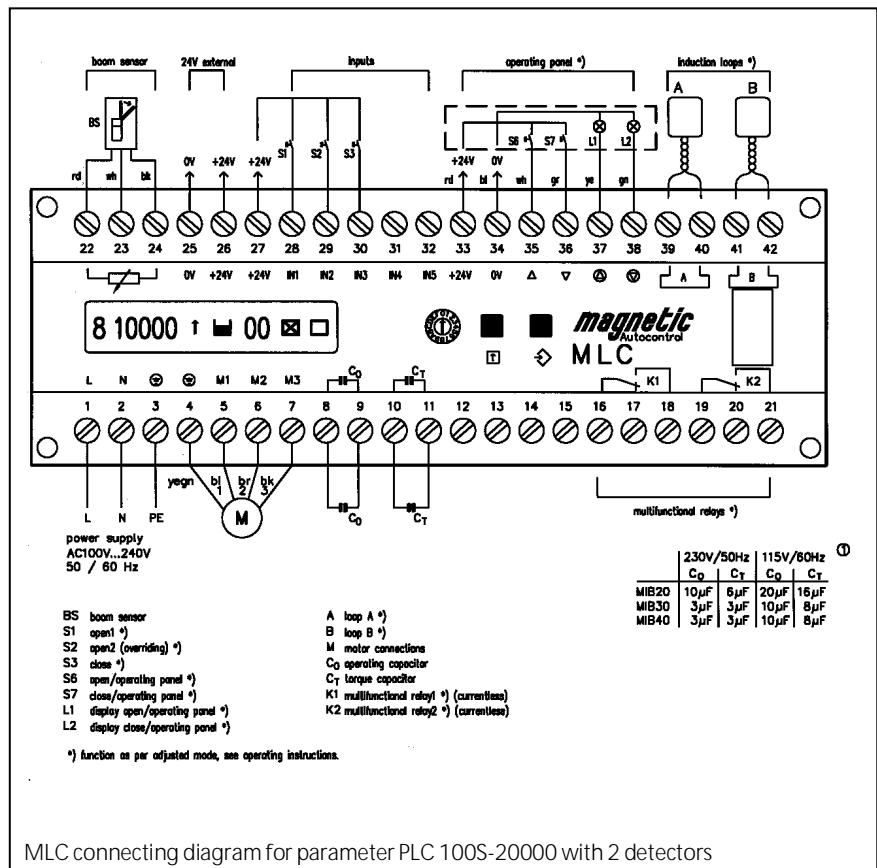 boom sensor 24V external inputs operating panel *) induction loops *)
A B
BS
S1 S2 S3 S6 S7 L1 L2
0V +24V +24V +24V 0V
rd wh bk rd bl wh gr ye gn
22 23 24 25 26 27 28 29 30 31 32 33 34 35 36 37 38 39 40 41 42
0V +24V +24V IN1 IN2 IN3 IN4 IN5 +24V 0V A B
8 10000 ↑ 00
magnetic
Autocontrol
MLC
L N M1 M2 M3 CO CT K1 K2
1 2 3 4 5 6 7 8 9 10 11 12 13 14 15 16 17 18 19 20 21
yegn bl 1 br 2 bk 3
L N PE M CO CT
multifunctional relays *)
power supply
AC100V...240V
50 / 60 Hz
230V/50Hz 115V/60Hz ①
CO CT CO CT
MIB20 10µF 6µF 20µF 16µF
MIB30 3µF 3µF 10µF 8µF
MIB40 3µF 3µF 10µF 8µF
BS boom sensor
S1 open1 *)
S2 open2 (overriding) *)
S3 close *)
S6 open/operating panel *)
S7 close/operating panel *)
L1 display open/operating panel *)
L2 display close/operating panel *)
A loop A *)
B loop B *)
M motor connections
CO operating capacitor
CT torque capacitor
K1 multifunctional relay1 *) (currentless)
K2 multifunctional relay2 *) (currentless)
*) function as per adjusted mode, see operating instructions.
MLC connecting diagram for parameter PLC 100S-20000 with 2 detectors